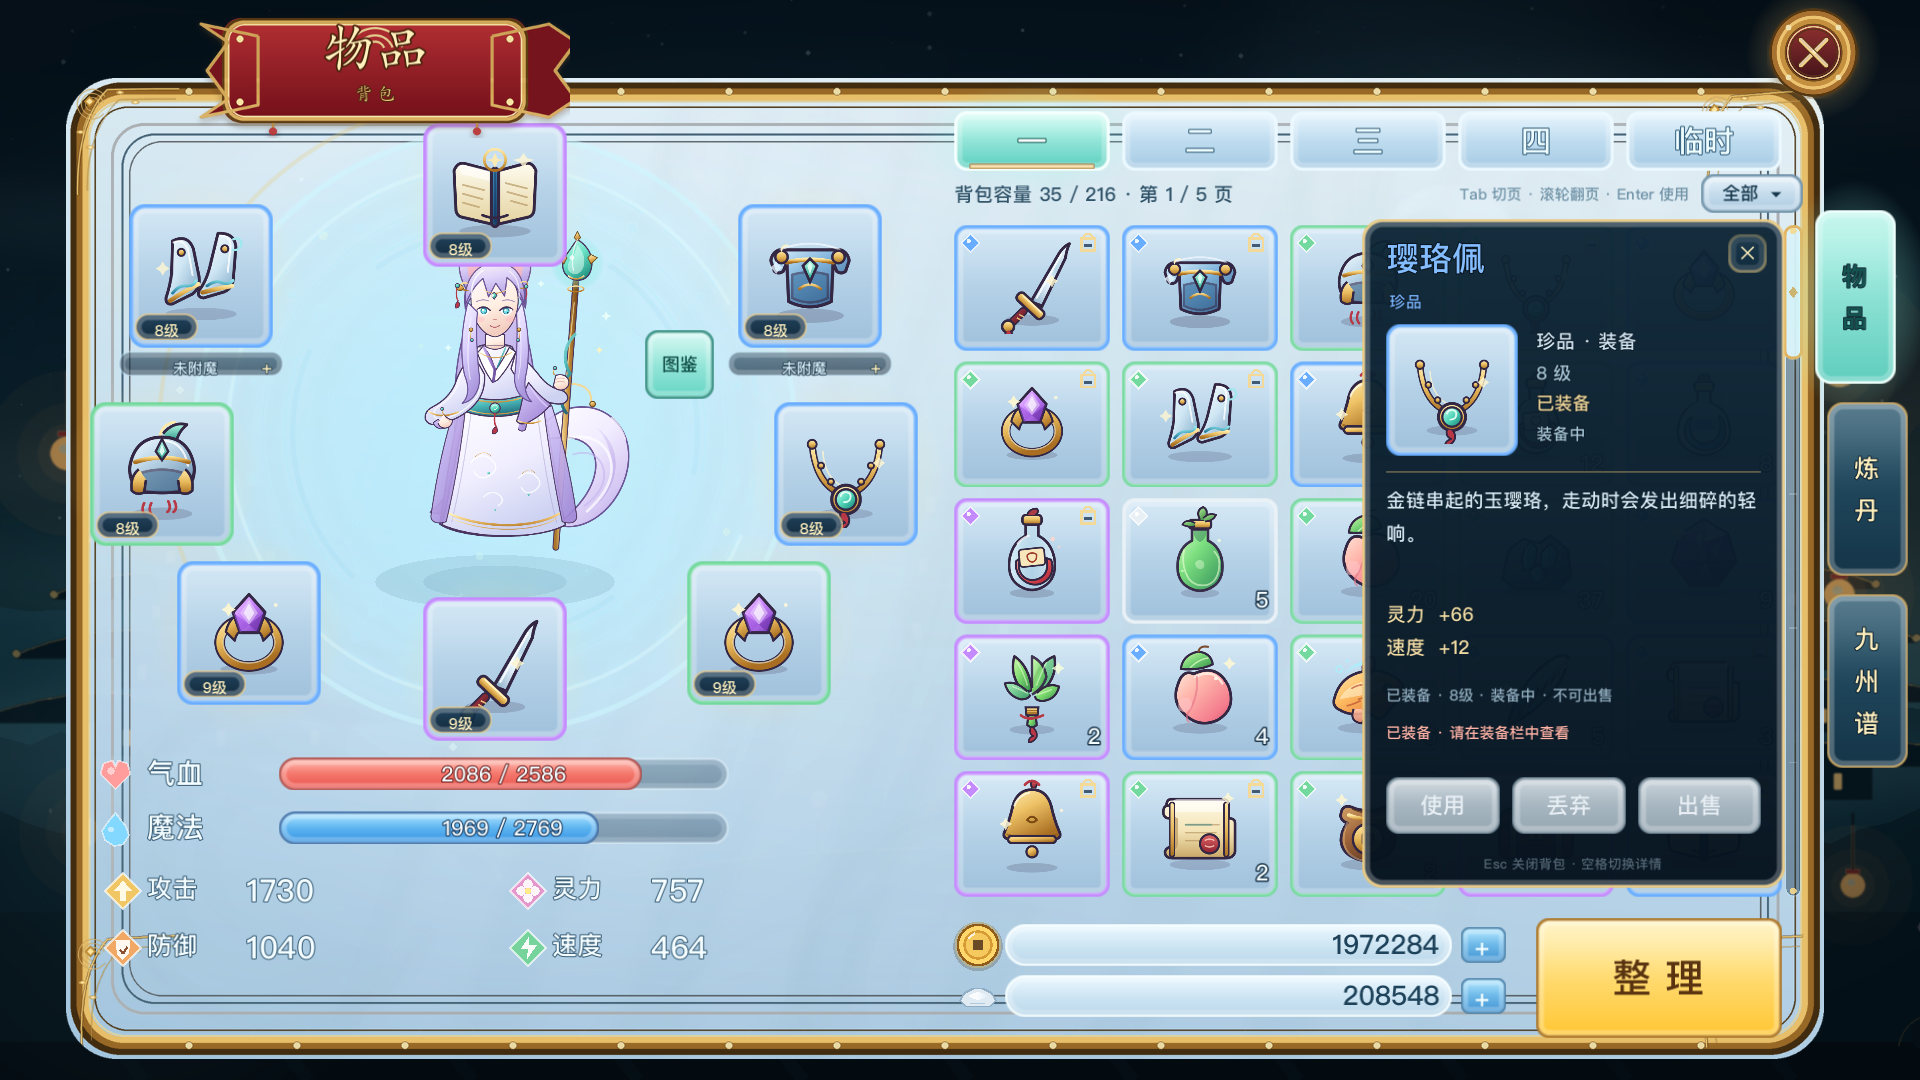 物品
背包
8级
8级
未附魔 +
8级
未附魔 +
图鉴
8级
8级
9级
9级
9级
气血
2086 / 2586
魔法
1969 / 2769
攻击 1730
灵力 757
防御 1040
速度 464
一
二
三
四
临时
背包容量 35 / 216 · 第 1 / 5 页
Tab 切页 · 滚轮翻页 · Enter 使用
全部
5
2
4
2
璎珞佩
珍品
珍品 · 装备
8 级
已装备
装备中
金链串起的玉璎珞，走动时会发出细碎的轻
响。
灵力 +66
速度 +12
已装备 · 8级 · 装备中 · 不可出售
已装备 · 请在装备栏中查看
使用
丢弃
出售
Esc 关闭背包 · 空格切换详情
1972284
+
208548
+
整理
物品
炼丹
九州谱